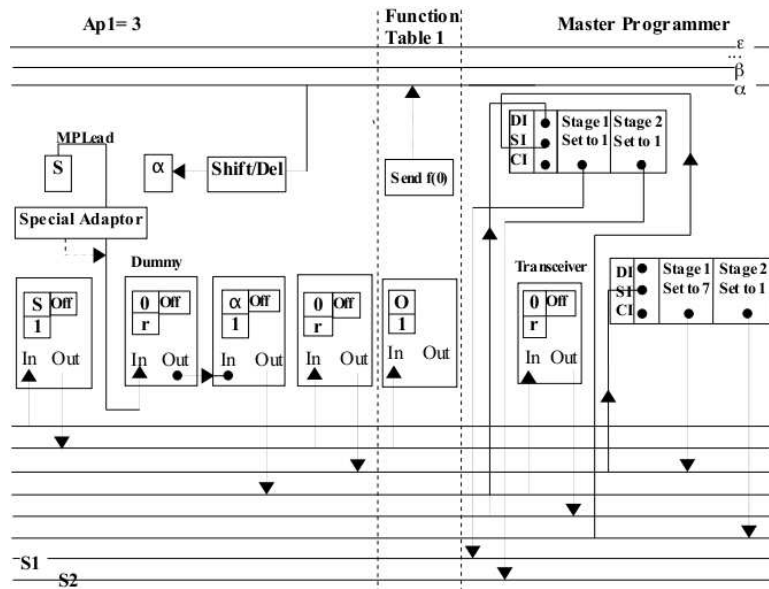 Ap1= 3
Function
Table 1
Master Programmer
ε
...
β
α
MPLead
S
α
Shift/Del
Special Adaptor
Send f(0)
DI
SI
CI
Stage 1
Set to 1
Stage 2
Set to 1
Dummy
Transceiver
S Off
1
In Out
0 Off
r
In Out
α Off
1
In Out
0 Off
r
In Out
O
1
In Out
0 Off
r
In Out
DI
SI
CI
Stage 1
Set to 7
Stage 2
Set to 1
S1
S2